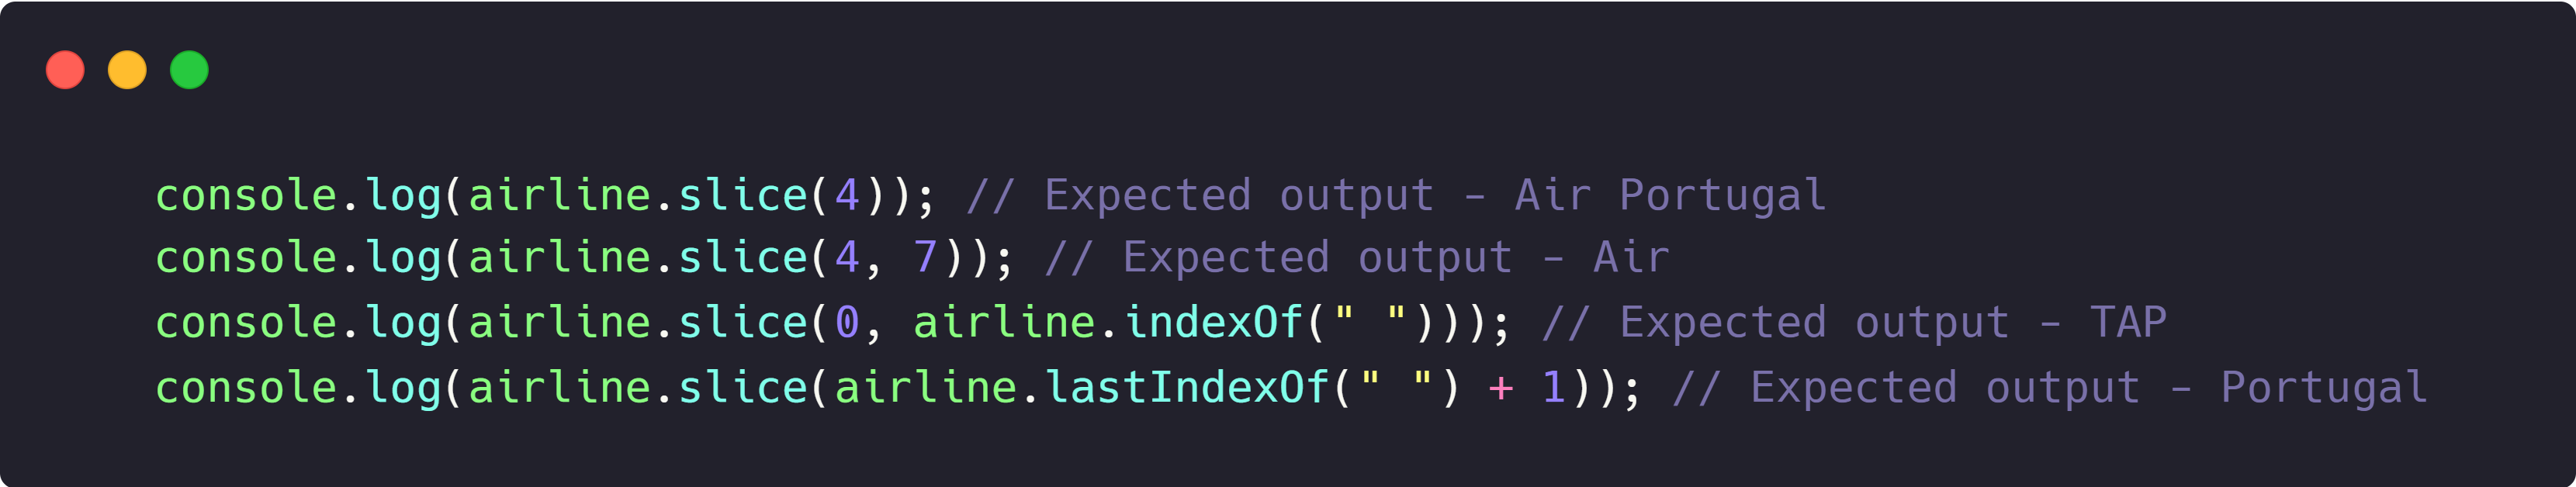 console.log(airline.slice(4)); // Expected output - Air Portugal
console.log(airline.slice(4, 7)); // Expected output - Air
console.log(airline.slice(0, airline.indexOf(" "))); // Expected output - TAP
console.log(airline.slice(airline.lastIndexOf(" ") + 1)); // Expected output - Portugal